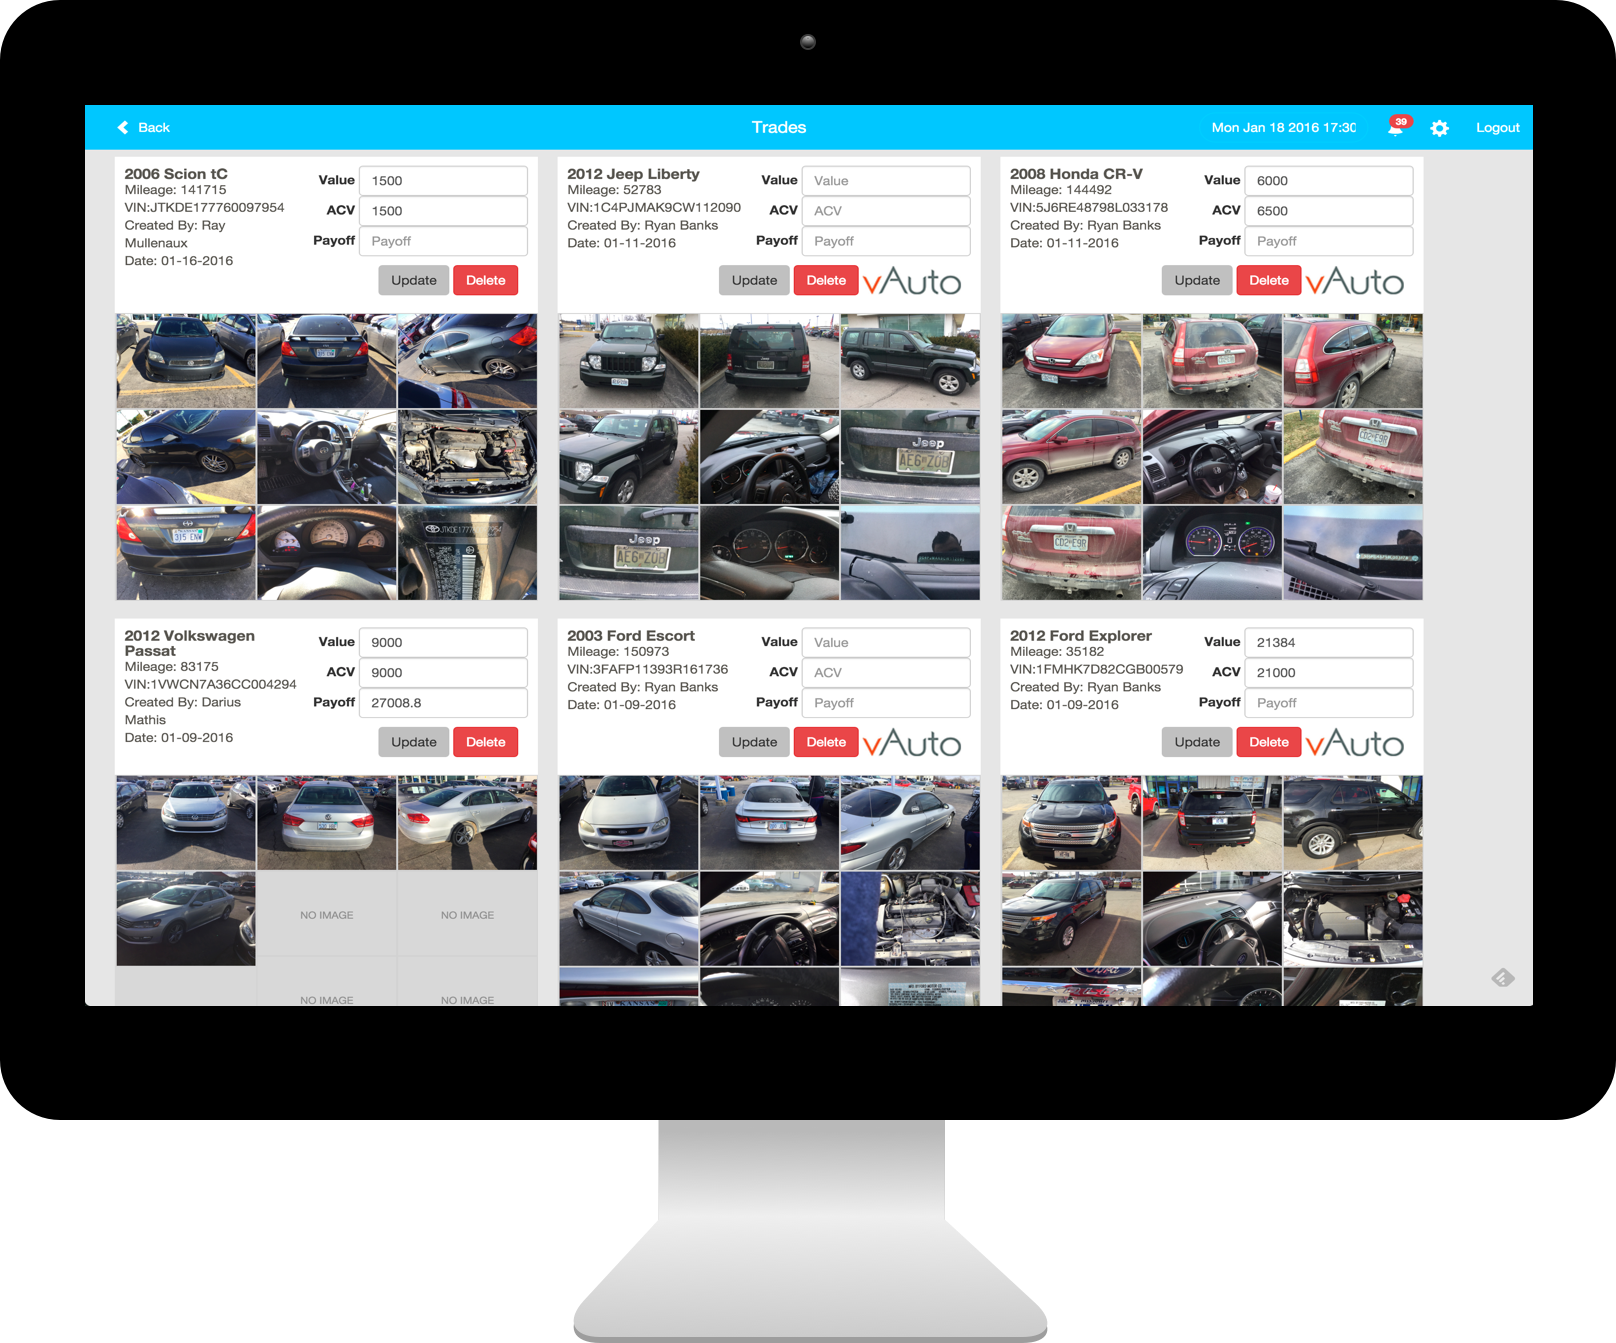 Back
Trades
Mon Jan 18 2016 17:30
39
Logout
2006 Scion tC
Mileage: 141715
VIN:JTKDE177760097954
Created By: Ray
Mullenaux
Date: 01-16-2016
Value 1500
ACV 1500
Payoff Payoff
Update Delete
315 ENW
2012 Jeep Liberty
Mileage: 52783
VIN:1C4PJMAK9CW112090
Created By: Ryan Banks
Date: 01-11-2016
Value Value
ACV ACV
Payoff Payoff
Update Delete vAuto
Jeep
Jeep
2008 Honda CR-V
Mileage: 144492
VIN:5J6RE48798L033178
Created By: Ryan Banks
Date: 01-11-2016
Value 6000
ACV 6500
Payoff Payoff
Update Delete vAuto
2012 Volkswagen
Passat
Mileage: 83175
VIN:1VWCN7A36CC004294
Created By: Darius
Mathis
Date: 01-09-2016
Value 9000
ACV 9000
Payoff 27008.8
Update Delete
NO IMAGE NO IMAGE
NO IMAGE NO IMAGE
2003 Ford Escort
Mileage: 150973
VIN:3FAFP11393R161736
Created By: Ryan Banks
Date: 01-09-2016
Value Value
ACV ACV
Payoff Payoff
Update Delete vAuto
2012 Ford Explorer
Mileage: 35182
VIN:1FMHK7D82CGB00579
Created By: Ryan Banks
Date: 01-09-2016
Value 21384
ACV 21000
Payoff Payoff
Update Delete vAuto